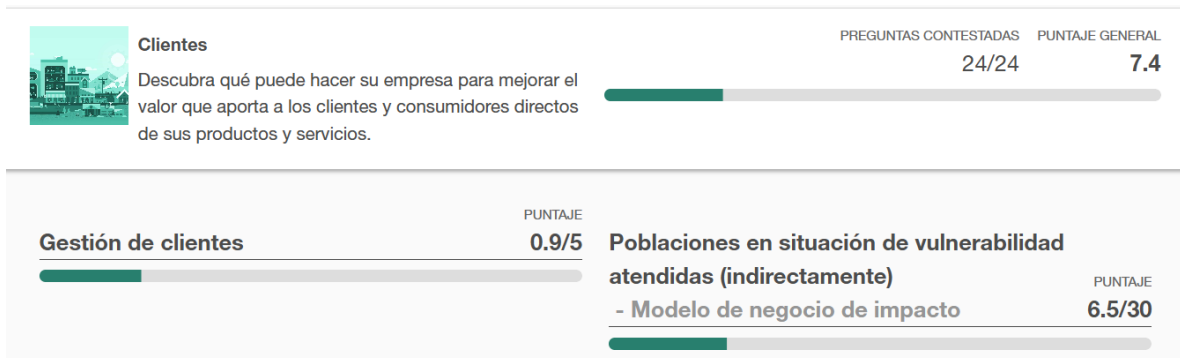 Clientes
Descubra qué puede hacer su empresa para mejorar el
valor que aporta a los clientes y consumidores directos
de sus productos y servicios.
PREGUNTAS CONTESTADAS PUNTAJE GENERAL
24/24 7.4
PUNTAJE
Gestión de clientes 0.9/5
Poblaciones en situación de vulnerabilidad
atendidas (indirectamente) PUNTAJE
- Modelo de negocio de impacto 6.5/30